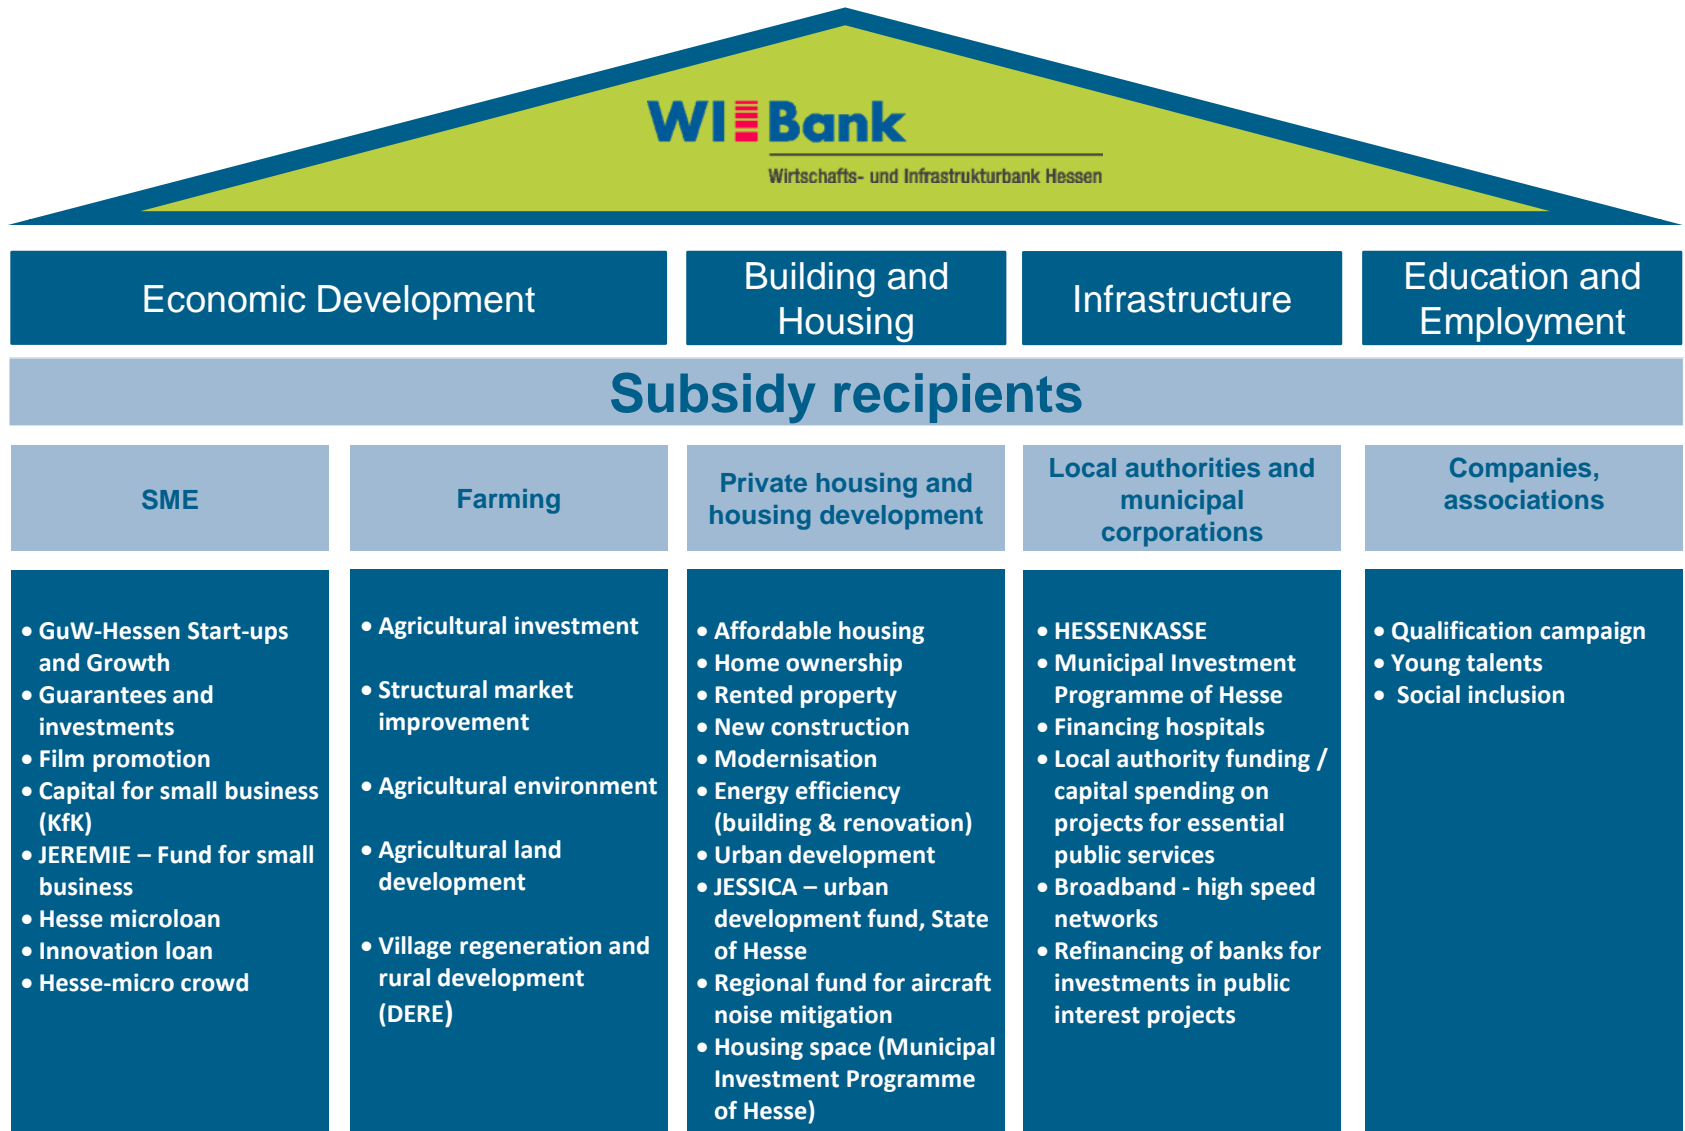 WI Bank
Wirtschafts- und Infrastrukturbank Hessen
Economic Development
Building and
Housing
Infrastructure
Education and
Employment
Subsidy recipients
SME
Farming
Private housing and
housing development
Local authorities and
municipal
corporations
Companies,
associations
• GuW-Hessen Start-ups
and Growth
• Guarantees and
investments
• Film promotion
• Capital for small business
(KfK)
• JEREMIE – Fund for small
business
• Hesse microloan
• Innovation loan
• Hesse-micro crowd
• Agricultural investment
• Structural market
improvement
• Agricultural environment
• Agricultural land
development
• Village regeneration and
rural development
(DERE)
• Affordable housing
• Home ownership
• Rented property
• New construction
• Modernisation
• Energy efficiency
(building & renovation)
• Urban development
• JESSICA – urban
development fund, State
of Hesse
• Regional fund for aircraft
noise mitigation
• Housing space (Municipal
Investment Programme
of Hesse)
• HESSENKASSE
• Municipal Investment
Programme of Hesse
• Financing hospitals
• Local authority funding /
capital spending on
projects for essential
public services
• Broadband - high speed
networks
• Refinancing of banks for
investments in public
interest projects
• Qualification campaign
• Young talents
• Social inclusion